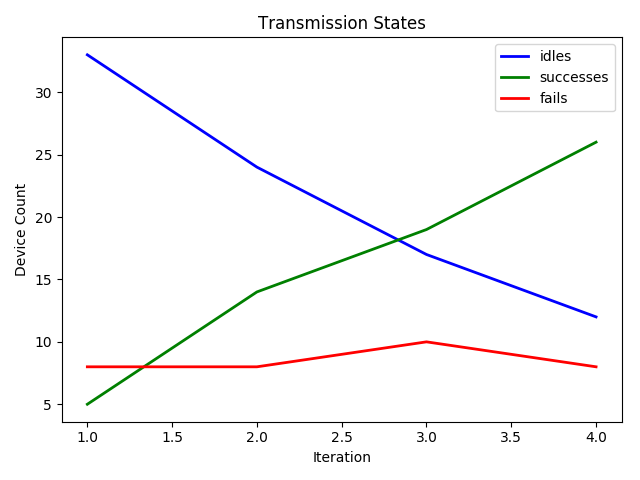 Transmission States
idles
successes
fails
Device Count
30
25
20
15
10
5
1.0 1.5 2.0 2.5 3.0 3.5 4.0
Iteration